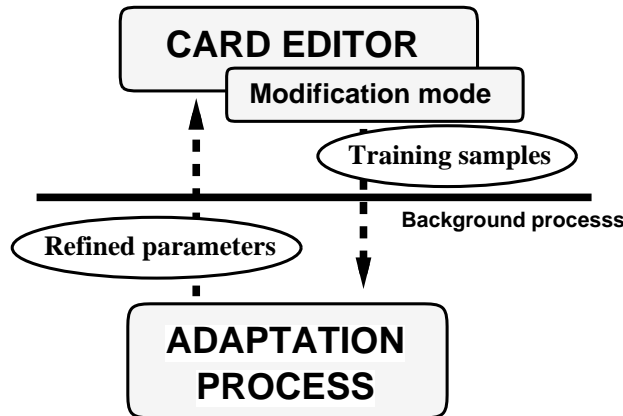 CARD EDITOR
Modification mode
Training samples
Background processs
Refined parameters
ADAPTATION
PROCESS